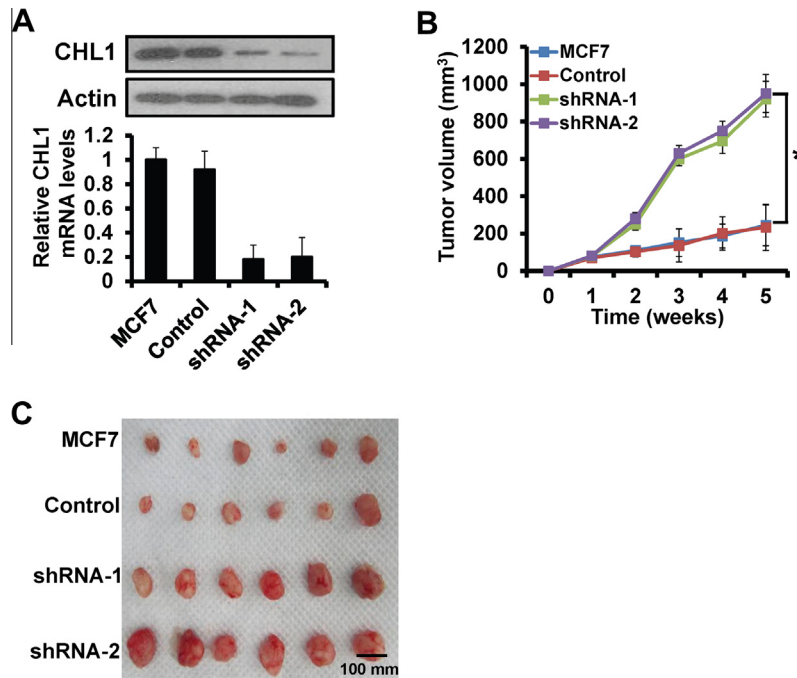 A
CHL1
Actin
Relative CHL1
mRNA levels
1.2
1
0.8
0.6
0.4
0.2
0
MCF7
Control
shRNA-1
shRNA-2
B
Tumor volume (mm³)
1200
1000
800
600
400
200
0
MCF7
Control
shRNA-1
shRNA-2
*
0 1 2 3 4 5
Time (weeks)
C
MCF7
Control
shRNA-1
shRNA-2
100 mm